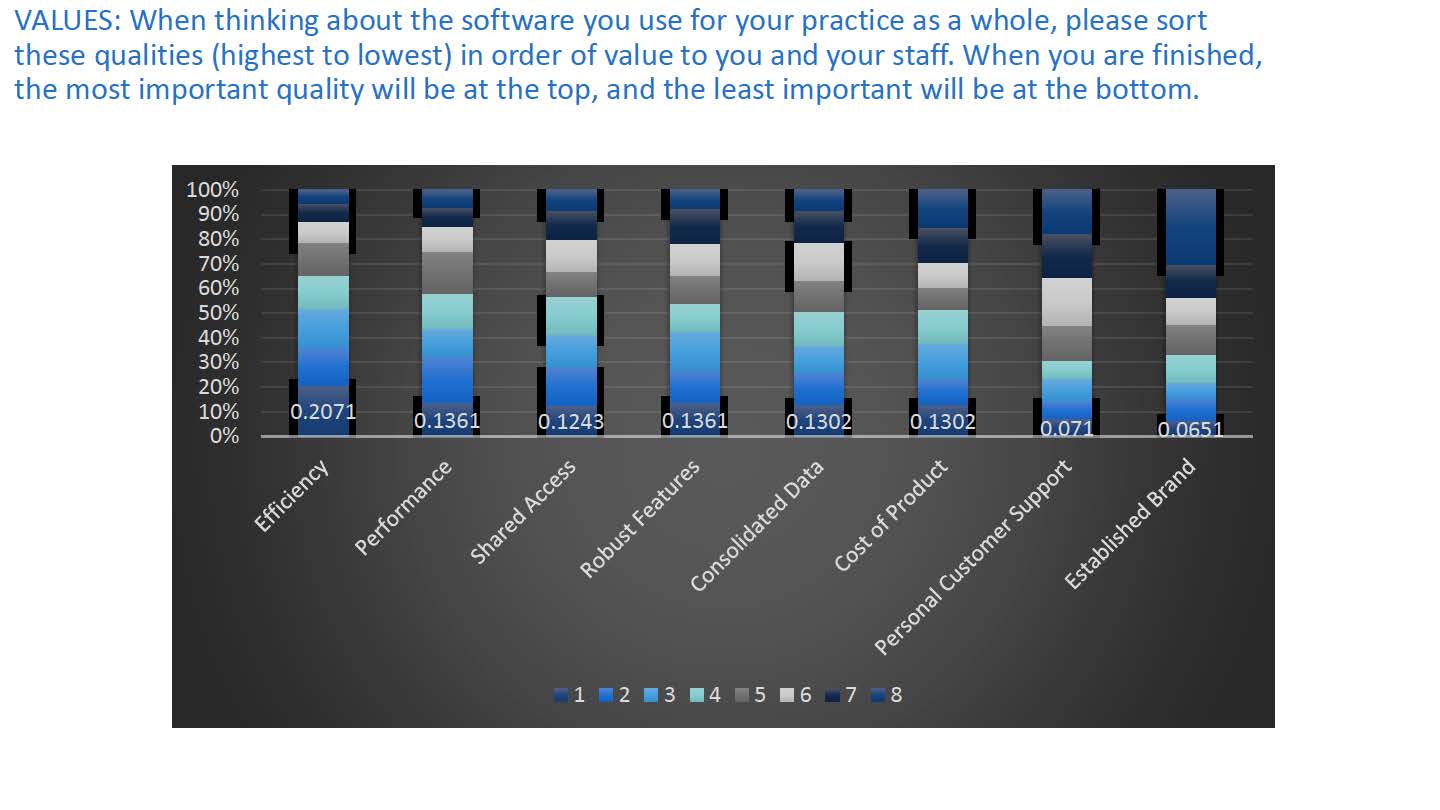 VALUES: When thinking about the software you use for your practice as a whole, please sort
these qualities (highest to lowest) in order of value to you and your staff. When you are finished,
the most important quality will be at the top, and the least important will be at the bottom.
100%
90%
80%
70%
60%
50%
40%
30%
20%
10%
0%
0.2071
0.1361
0.1243
0.1361
0.1302
0.1302
0.071
0.0651
Efficiency
Performance
Shared Access
Robust Features
Consolidated Data
Cost of Product
Personal Customer Support
Established Brand
1 2 3 4 5 6 7 8